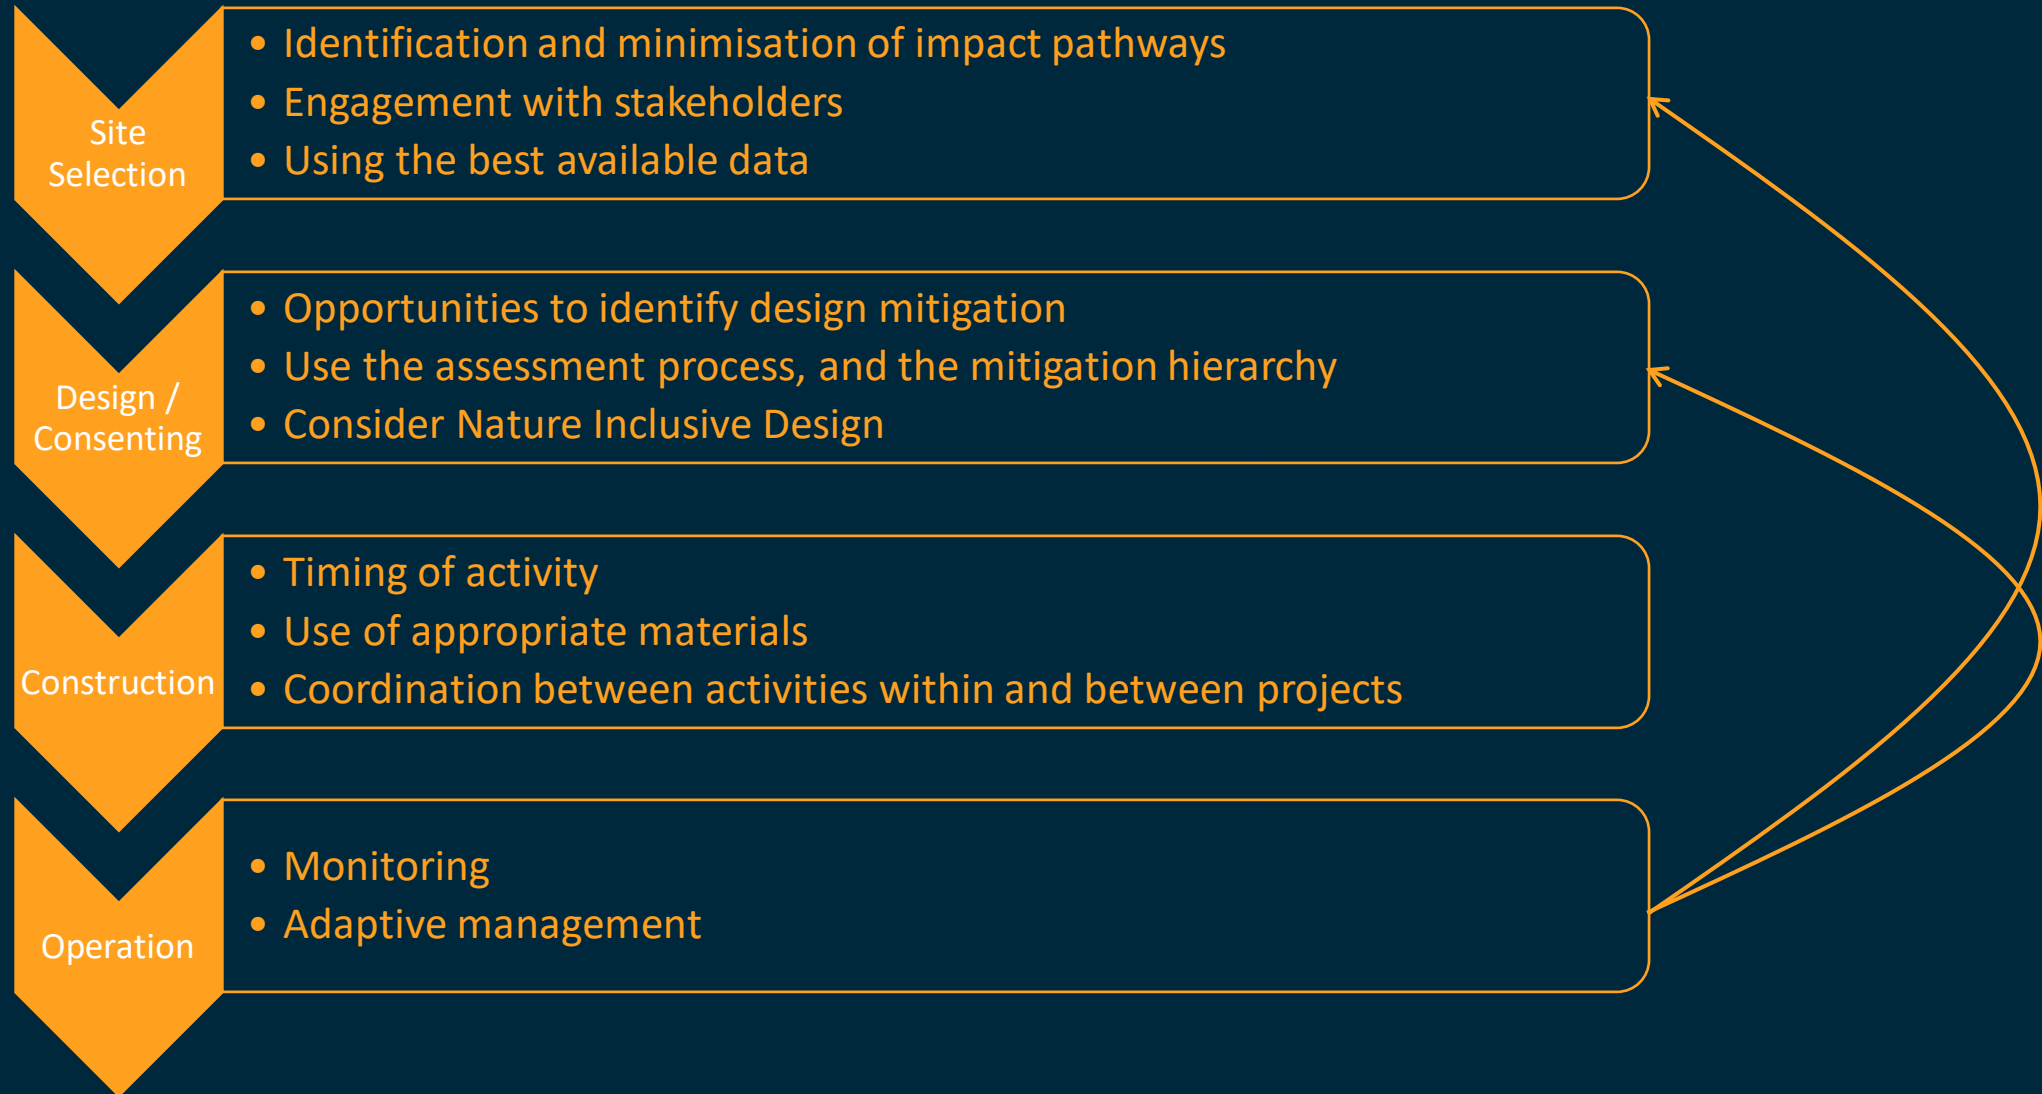 Site
Selection
• Identification and minimisation of impact pathways
• Engagement with stakeholders
• Using the best available data
Design /
Consenting
• Opportunities to identify design mitigation
• Use the assessment process, and the mitigation hierarchy
• Consider Nature Inclusive Design
Construction
• Timing of activity
• Use of appropriate materials
• Coordination between activities within and between projects
Operation
• Monitoring
• Adaptive management